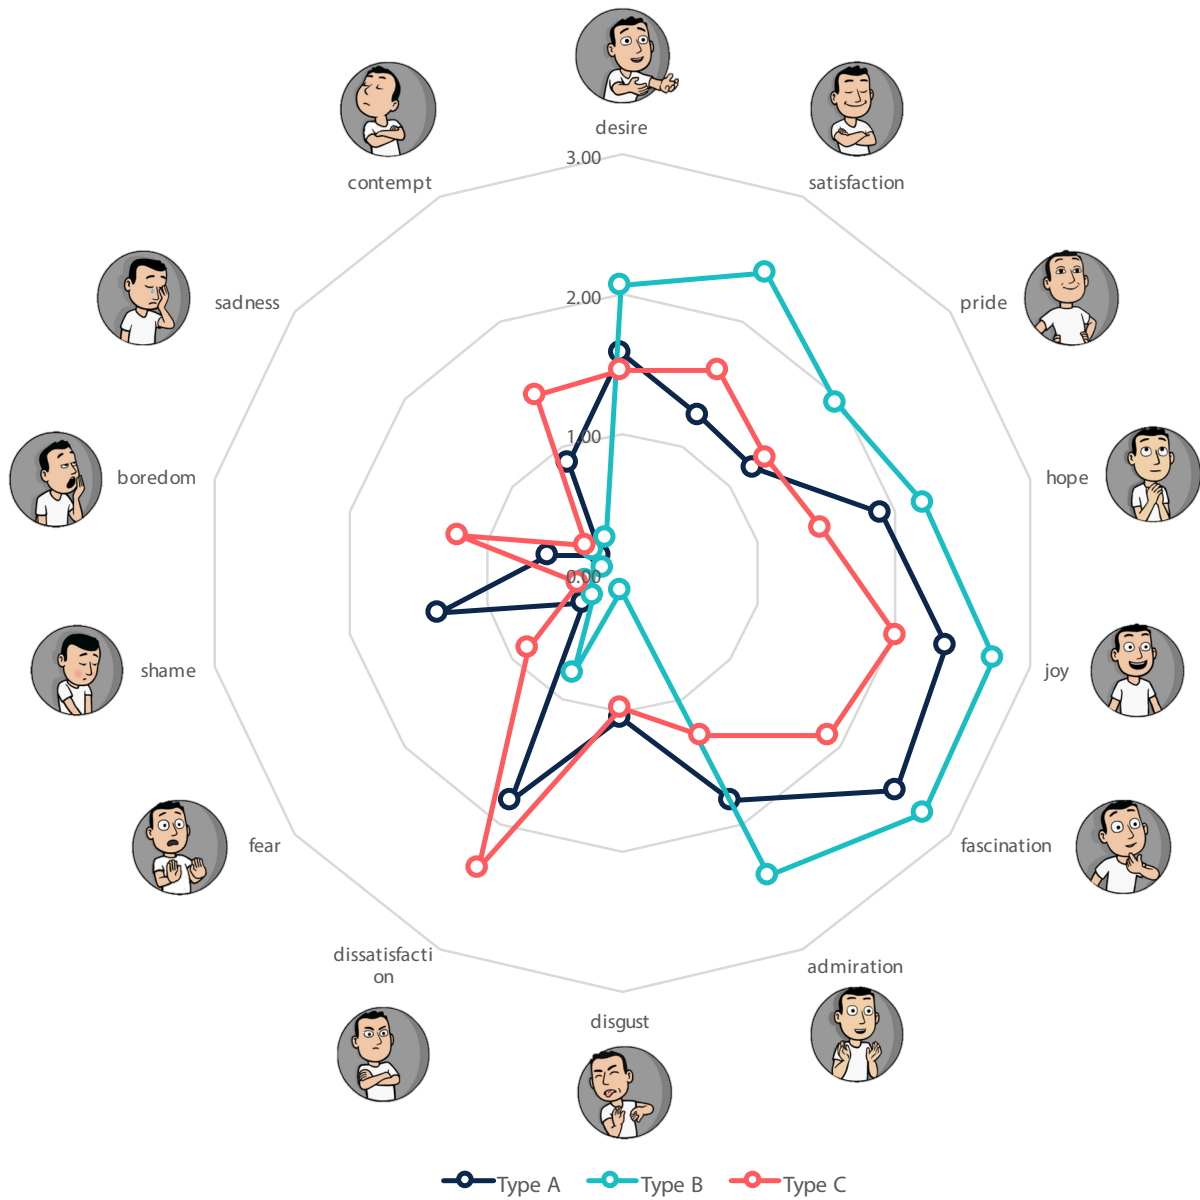 desire
3.00
contempt
satisfaction
sadness
2.00
pride
1.00
boredom
hope
0.00
shame
joy
fear
fascination
dissatisfacti
on
admiration
disgust
Type A
Type B
Type C